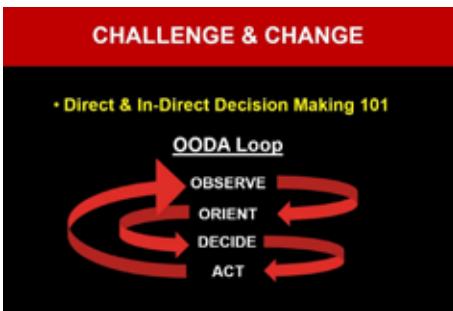 CHALLENGE & CHANGE
• Direct & In-Direct Decision Making 101
OODA Loop
OBSERVE
ORIENT
DECIDE
ACT